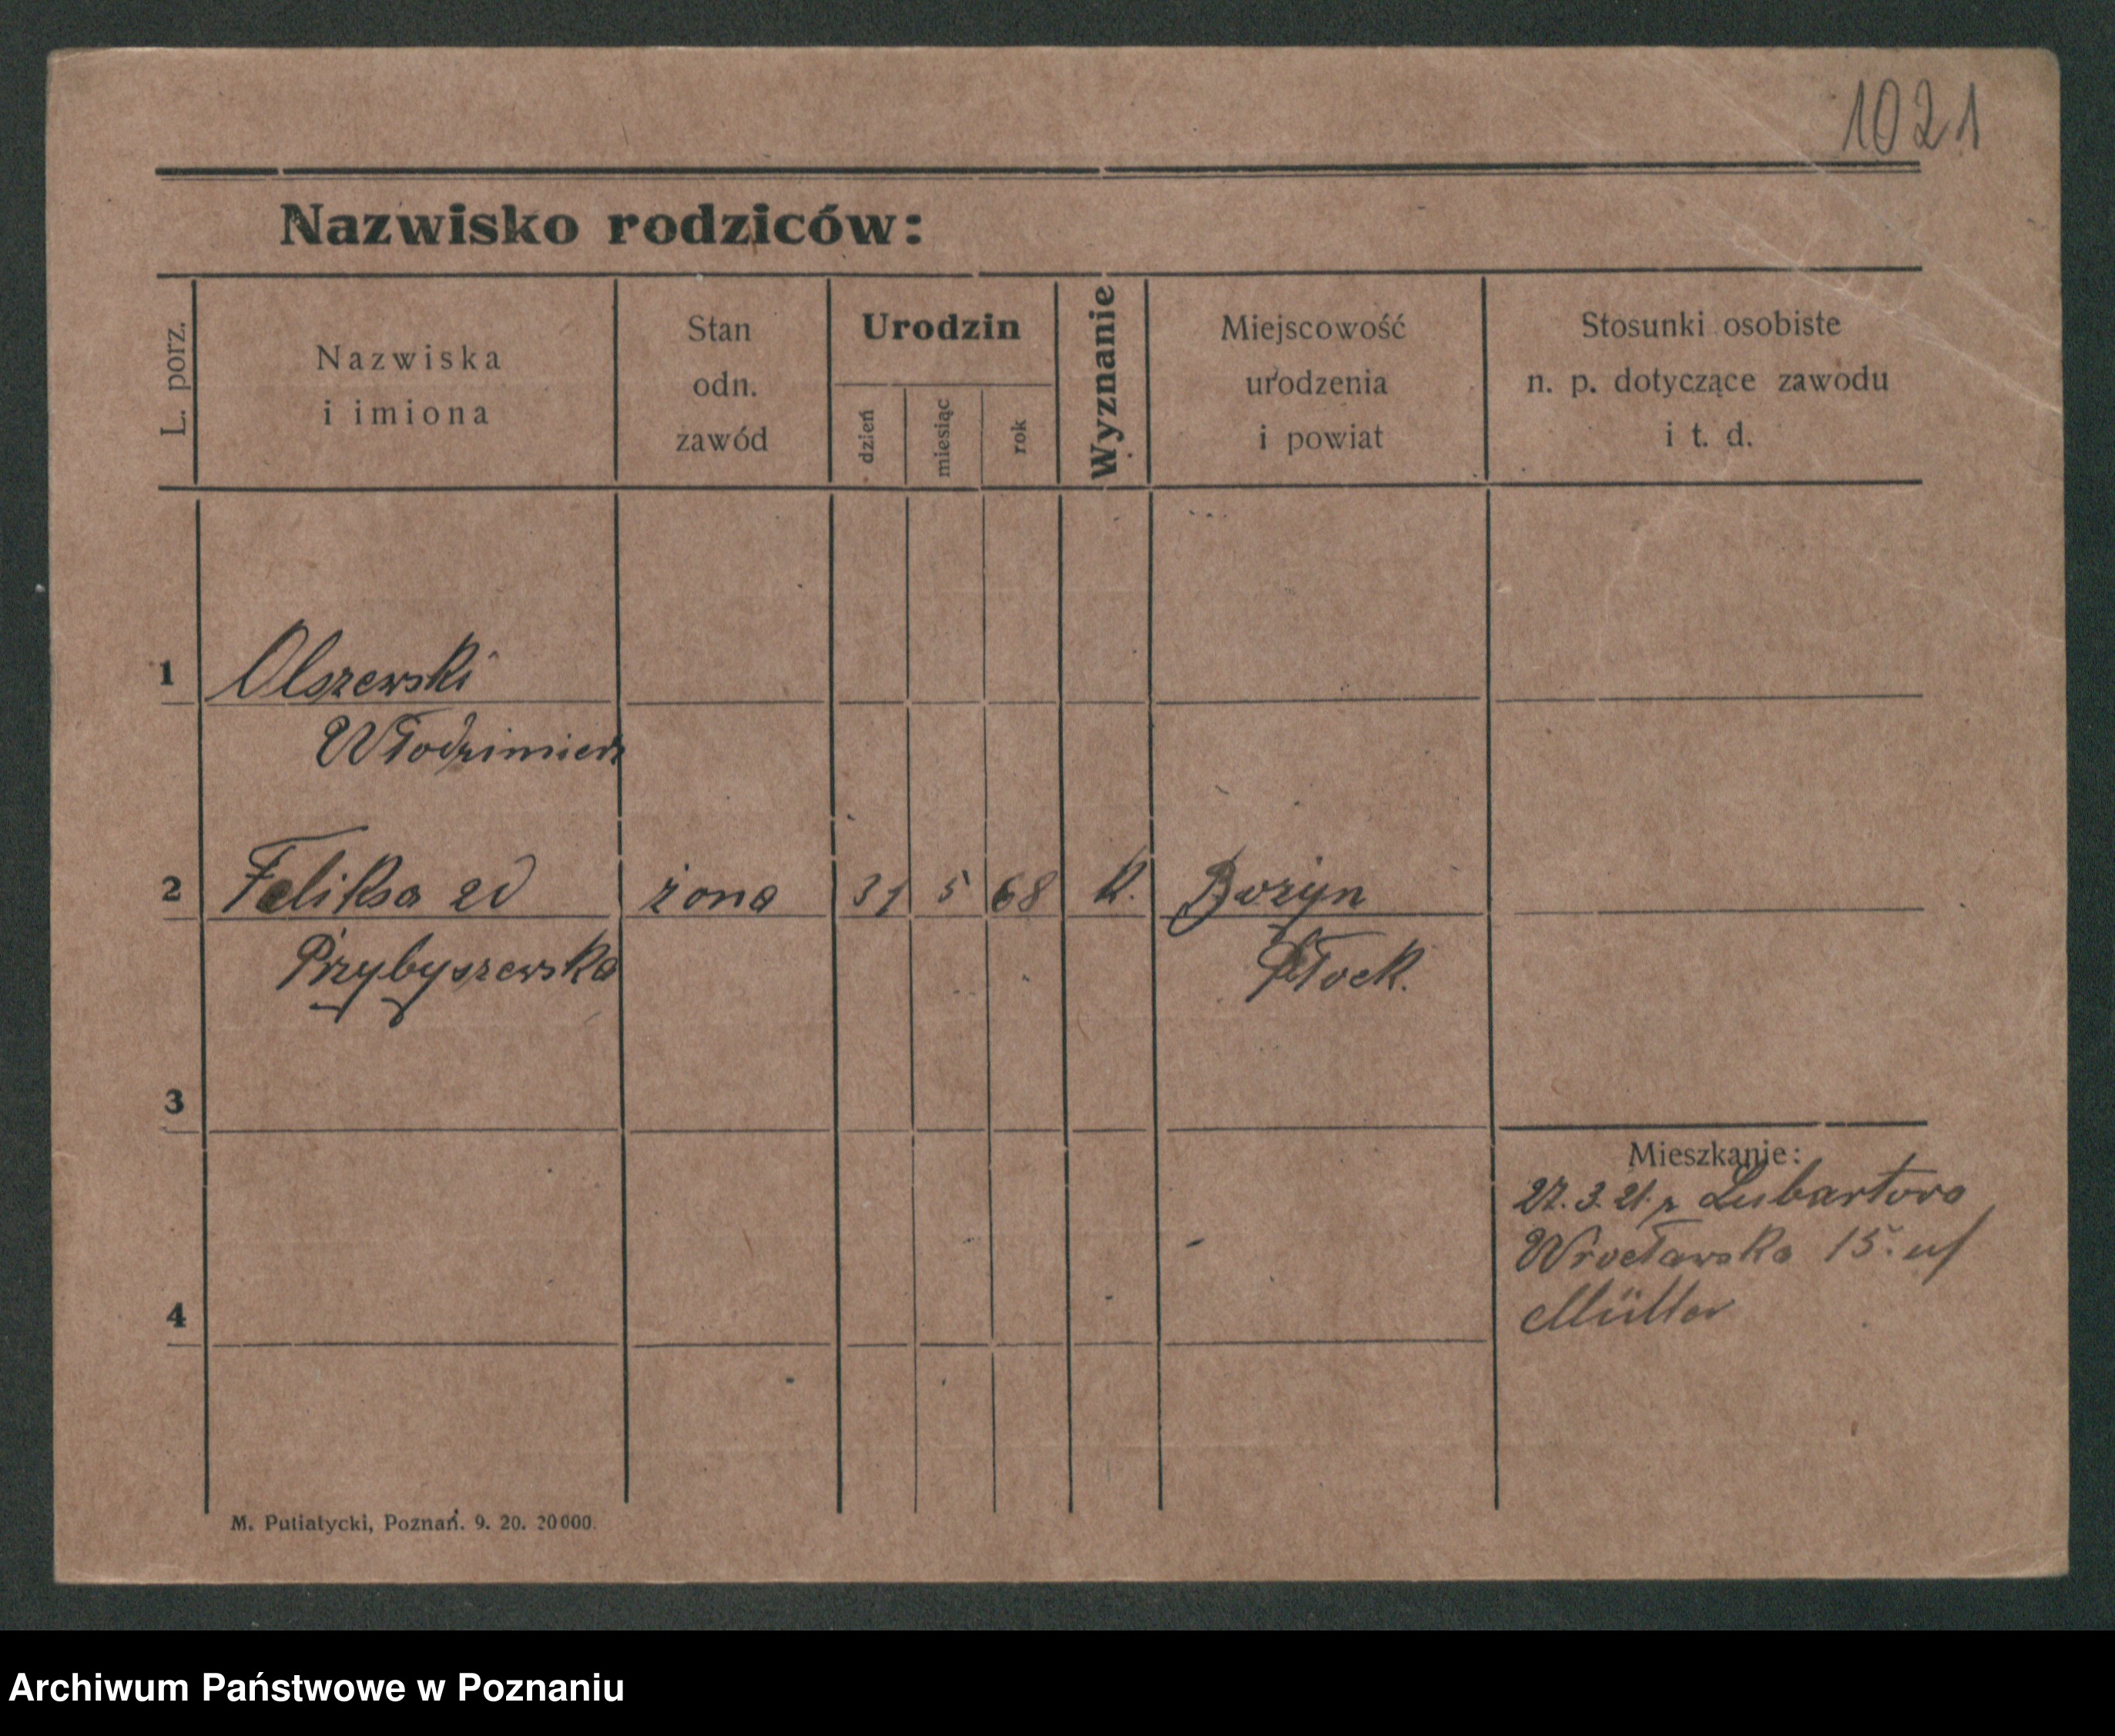 1021
Nazwisko rodziców:
L. porz.
Nazwiska
i imiona
Stan
odn.
zawód
Urodzin
dzień
miesiąc
rok
Wyznanie
Miejscowość
urodzenia
i powiat
Stosunki osobiste
n. p. dotyczące zawodu
i t. d.
1 Olszewski
Włodzimierz
2 Feliksa zd żona 31 5 68 k.
Przybyszewska Płock.
3
Mieszkanie:
27.3.21. z Lubartowa
Wrocławska 15. u/
Müller
4
M. Putiatycki, Poznań. 9. 20. 20000.
Archiwum Państwowe w Poznaniu